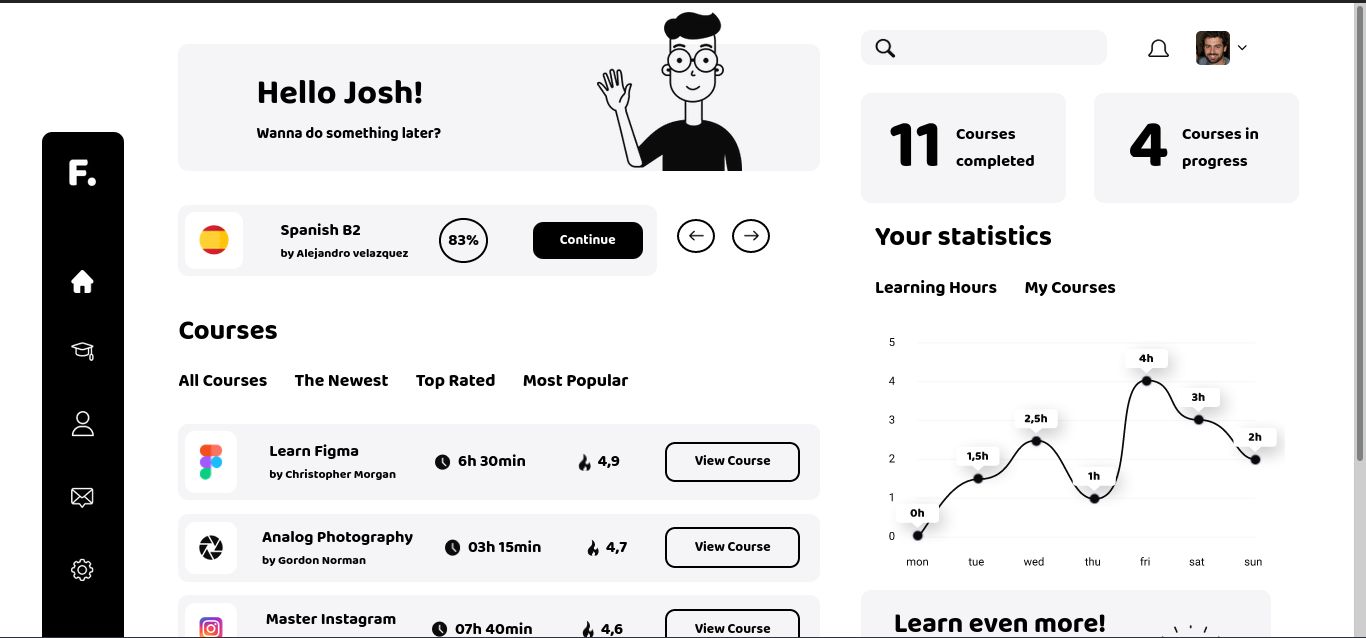 F.
Hello Josh!
Wanna do something later?
Spanish B2
by Alejandro velazquez
83%
Continue
Courses
All Courses The Newest Top Rated Most Popular
Learn Figma
by Christopher Morgan
6h 30min
4,9
View Course
Analog Photography
by Gordon Norman
03h 15min
4,7
View Course
Master Instagram
07h 40min
4,6
View Course
11
Courses
completed
4
Courses in
progress
Your statistics
Learning Hours My Courses
5
4
3
2
1
0
0h
1,5h
2,5h
1h
4h
3h
2h
mon tue wed thu fri sat sun
Learn even more!